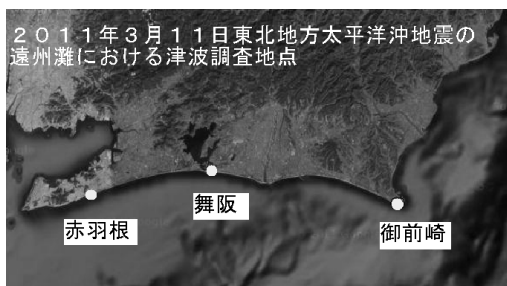 ２０１１年３月１１日東北地方太平洋沖地震の
遠州灘における津波調査地点
舞阪
赤羽根
御前崎